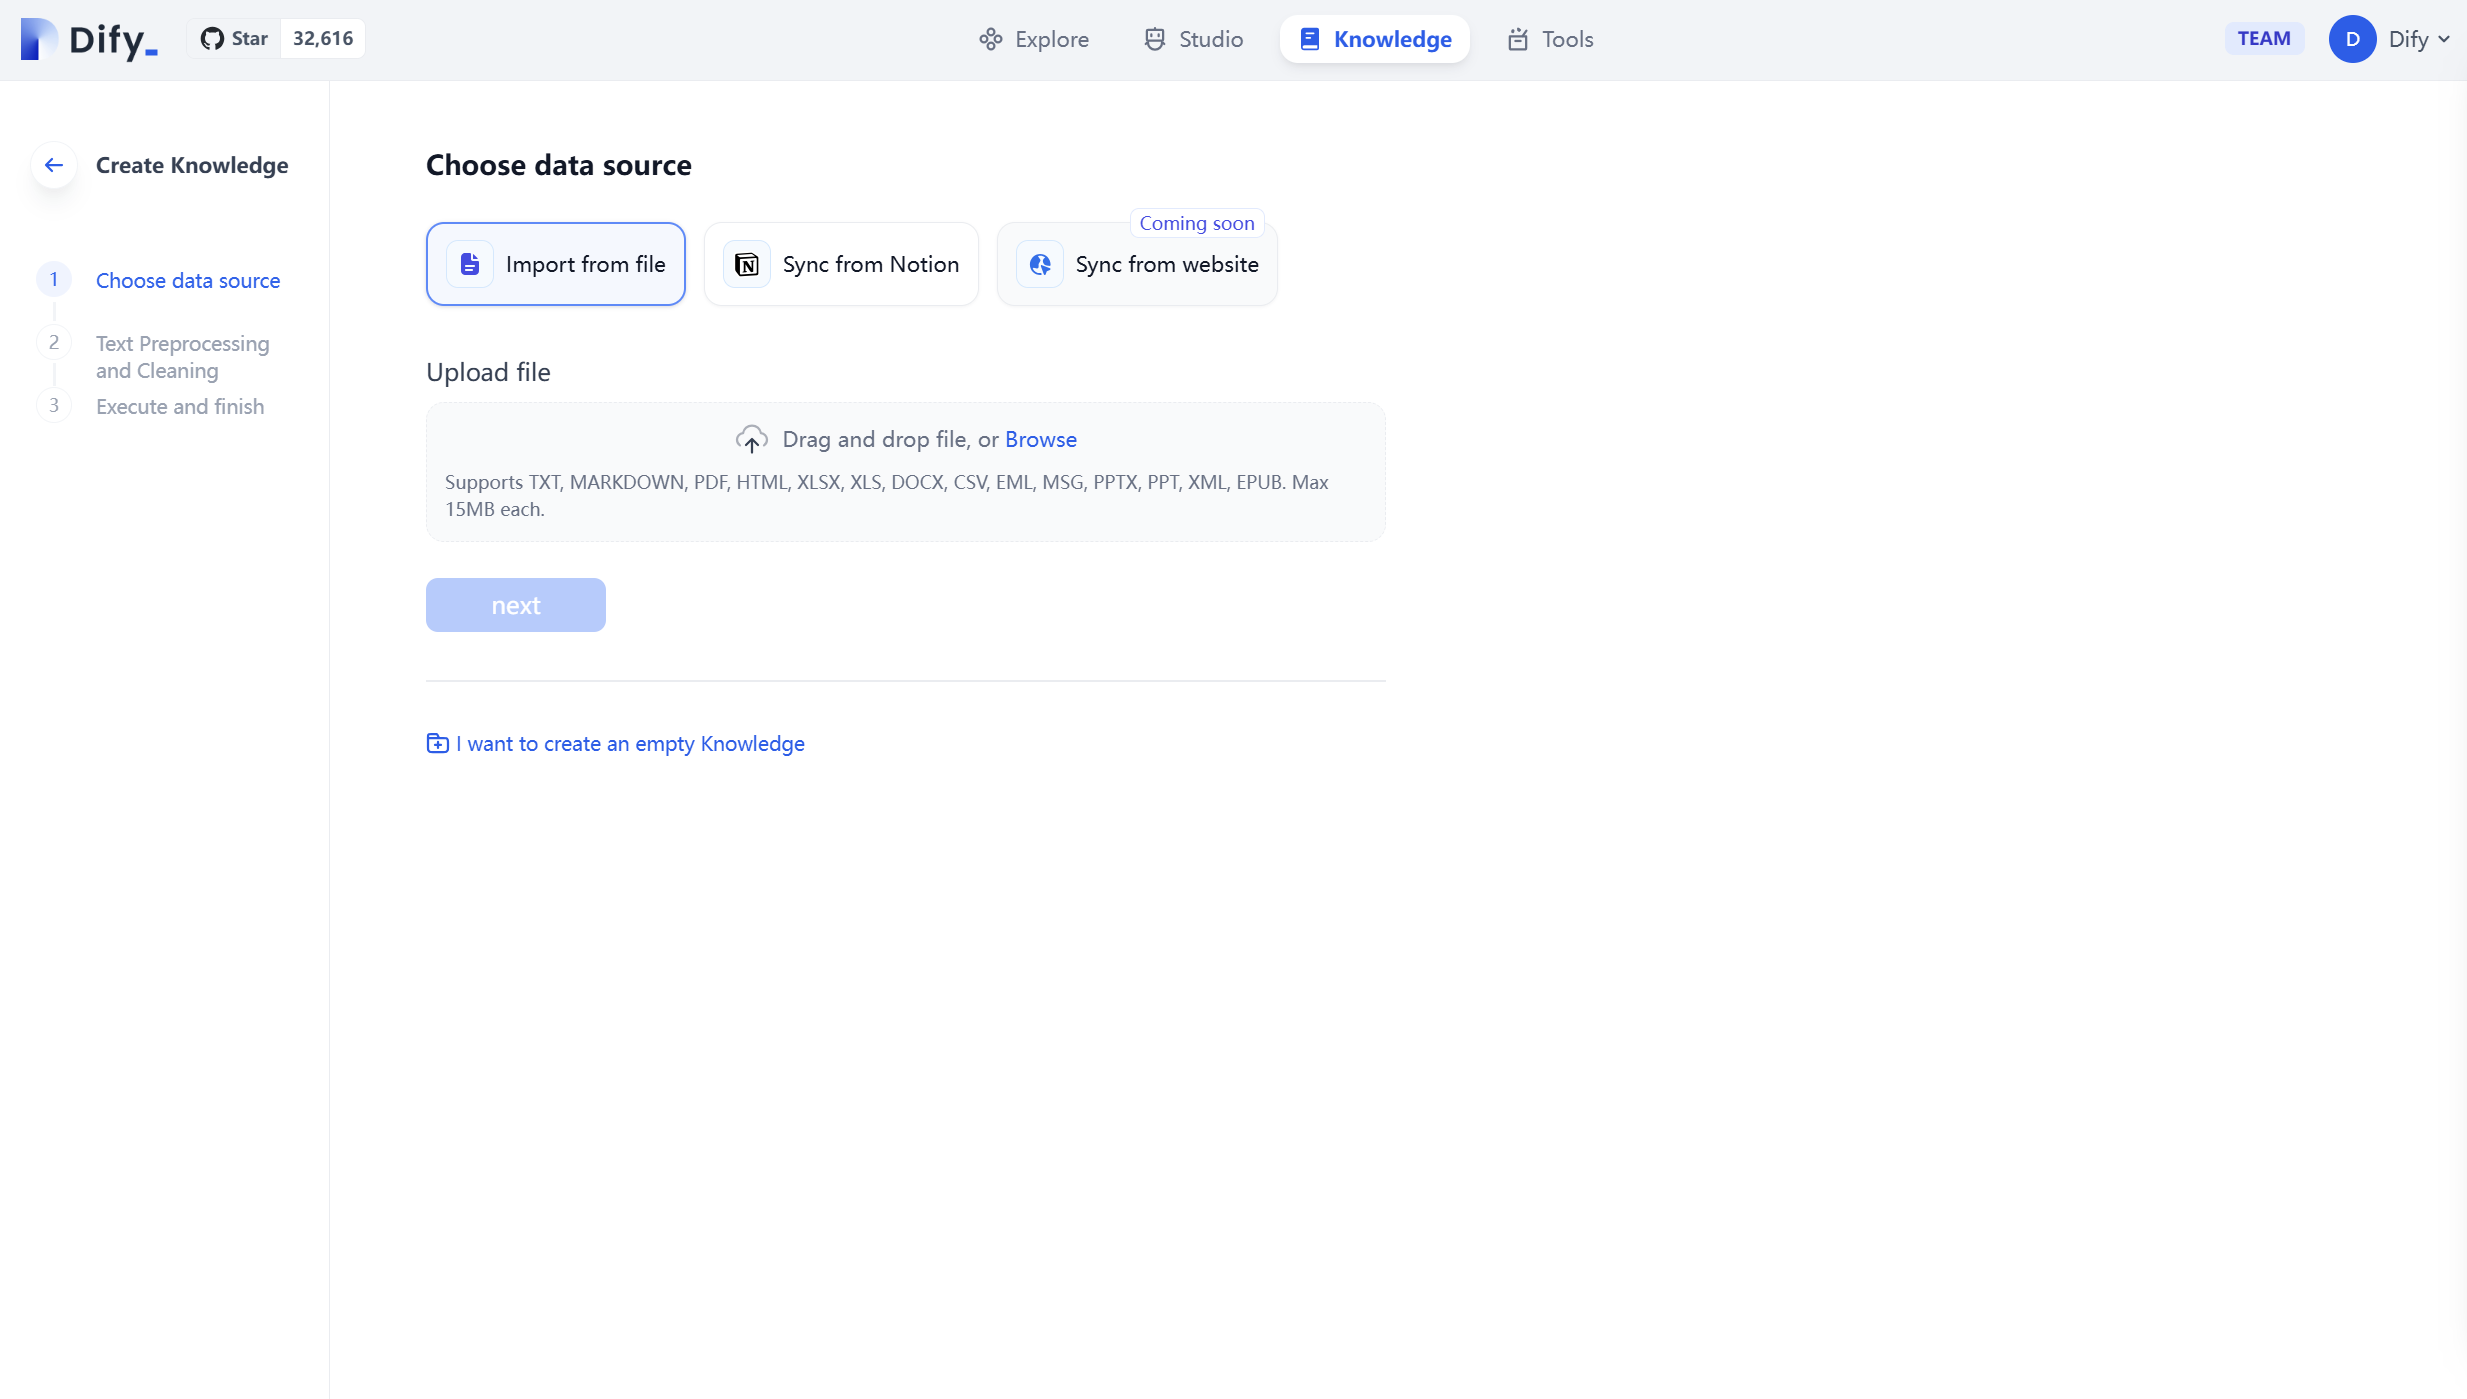 Dify_
Star 32,616
Explore
Studio
Knowledge
Tools
TEAM
D
Dify
Create Knowledge
1 Choose data source
2 Text Preprocessing
and Cleaning
3 Execute and finish
Choose data source
Import from file
Sync from Notion
Coming soon
Sync from website
Upload file
Drag and drop file, or Browse
Supports TXT, MARKDOWN, PDF, HTML, XLSX, XLS, DOCX, CSV, EML, MSG, PPTX, PPT, XML, EPUB. Max
15MB each.
next
I want to create an empty Knowledge